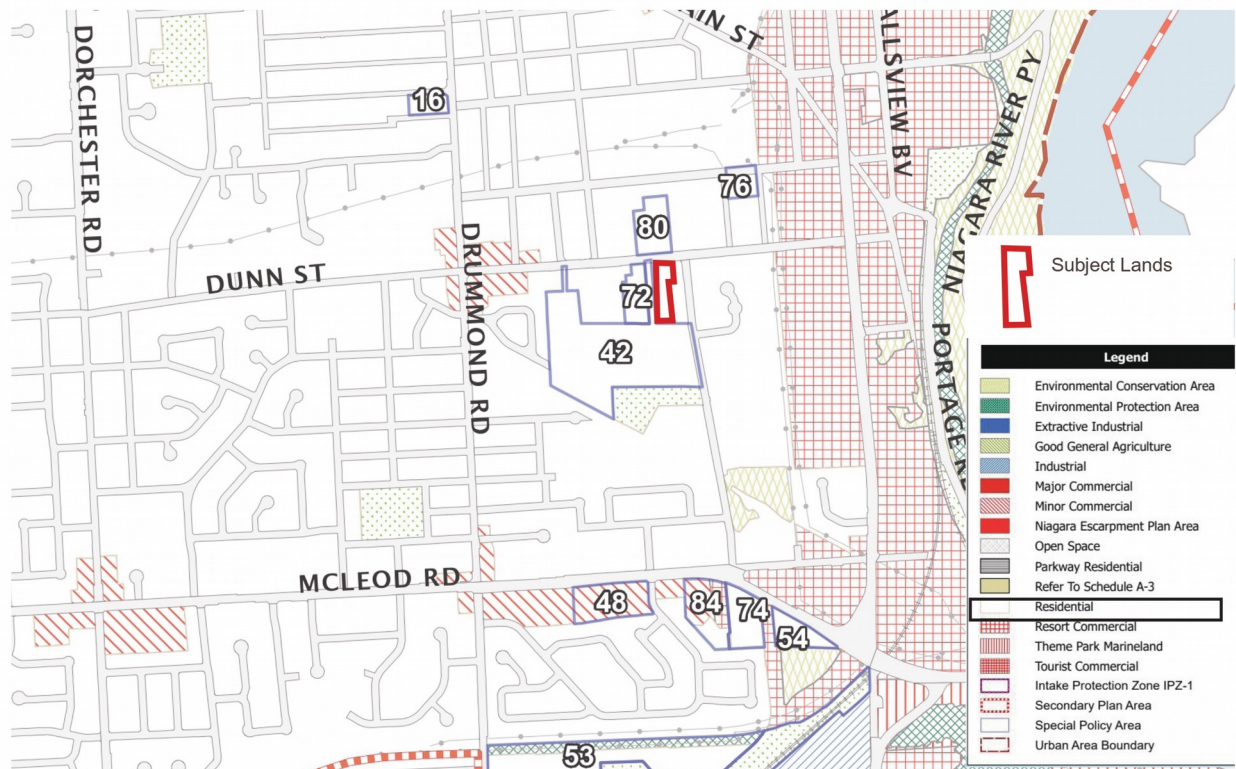 AIN ST
ALLSVIEW BV
DORCHESTER RD
16
NIAGARA RIVER PY
76
80
DRUMMOND RD
DUNN ST
72
42
PORTAGE R
Subject Lands
Legend
Environmental Conservation Area
Environmental Protection Area
Extractive Industrial
Good General Agriculture
Industrial
Major Commercial
Minor Commercial
Niagara Escarpment Plan Area
Open Space
Parkway Residential
Refer To Schedule A-3
Residential
Resort Commercial
Theme Park Marineland
Tourist Commercial
Intake Protection Zone IPZ-1
Secondary Plan Area
Special Policy Area
Urban Area Boundary
MCLEOD RD
48
84
74
54
53